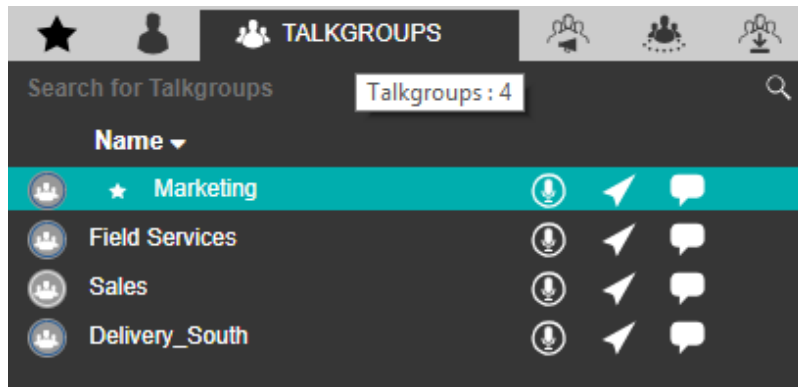 TALKGROUPS
Search for Talkgroups
Talkgroups : 4
Name
Marketing
Field Services
Sales
Delivery_South